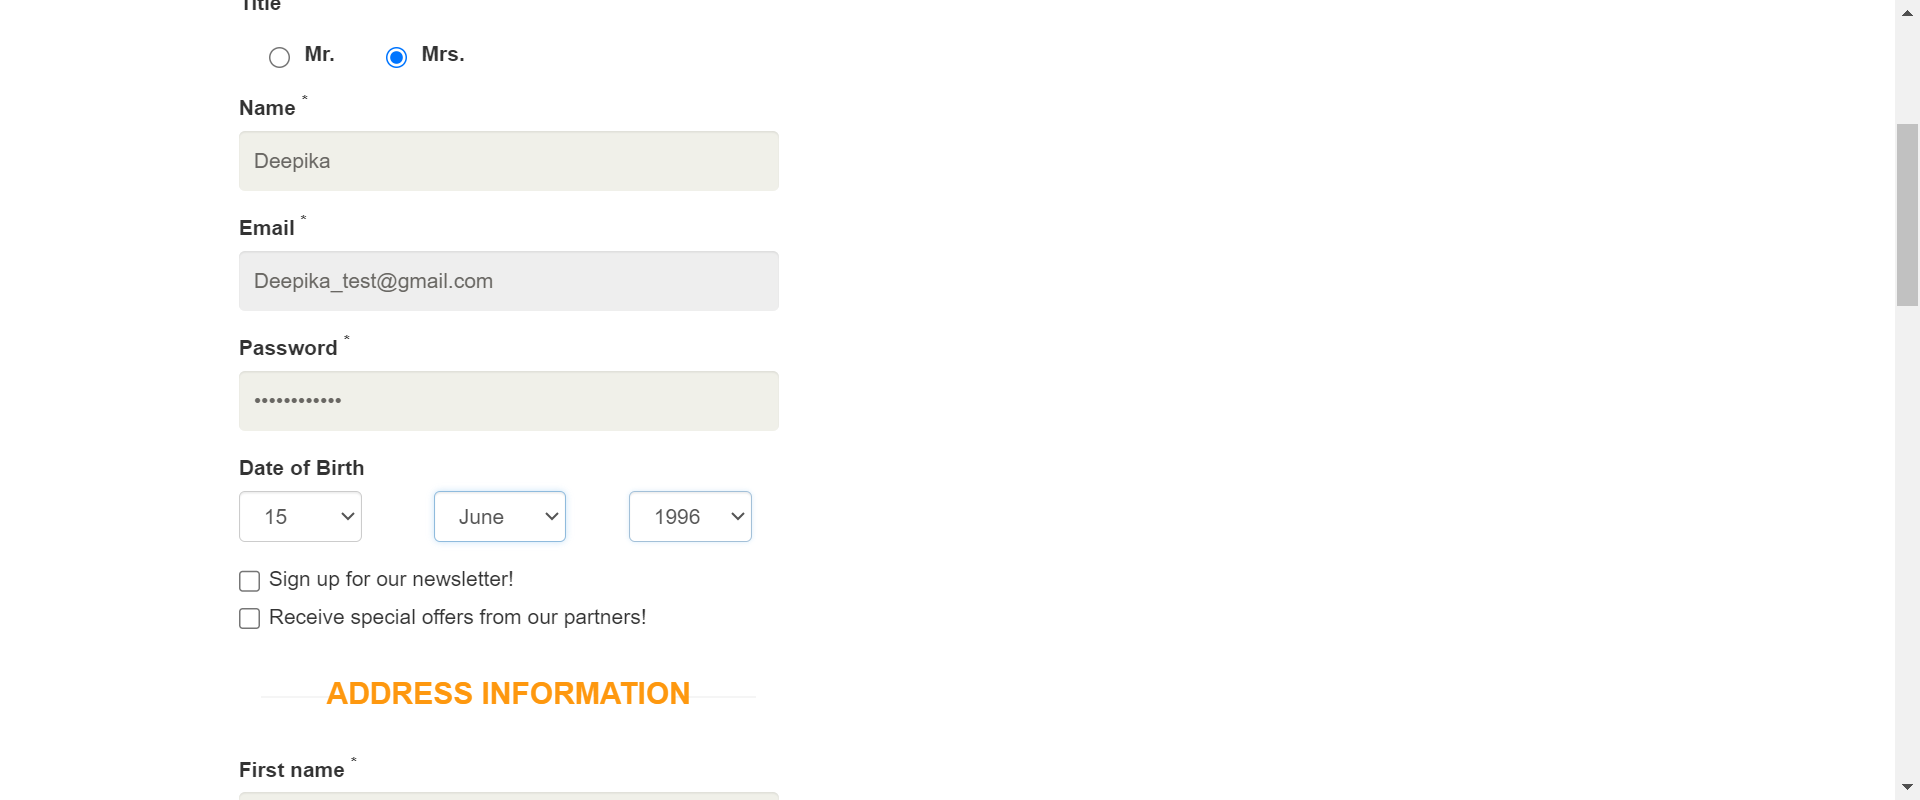 Title
Mr. Mrs.
Name *
Deepika
Email *
Deepika_test@gmail.com
Password *
••••••••••••
Date of Birth
15 June 1996
Sign up for our newsletter!
Receive special offers from our partners!
ADDRESS INFORMATION
First name *